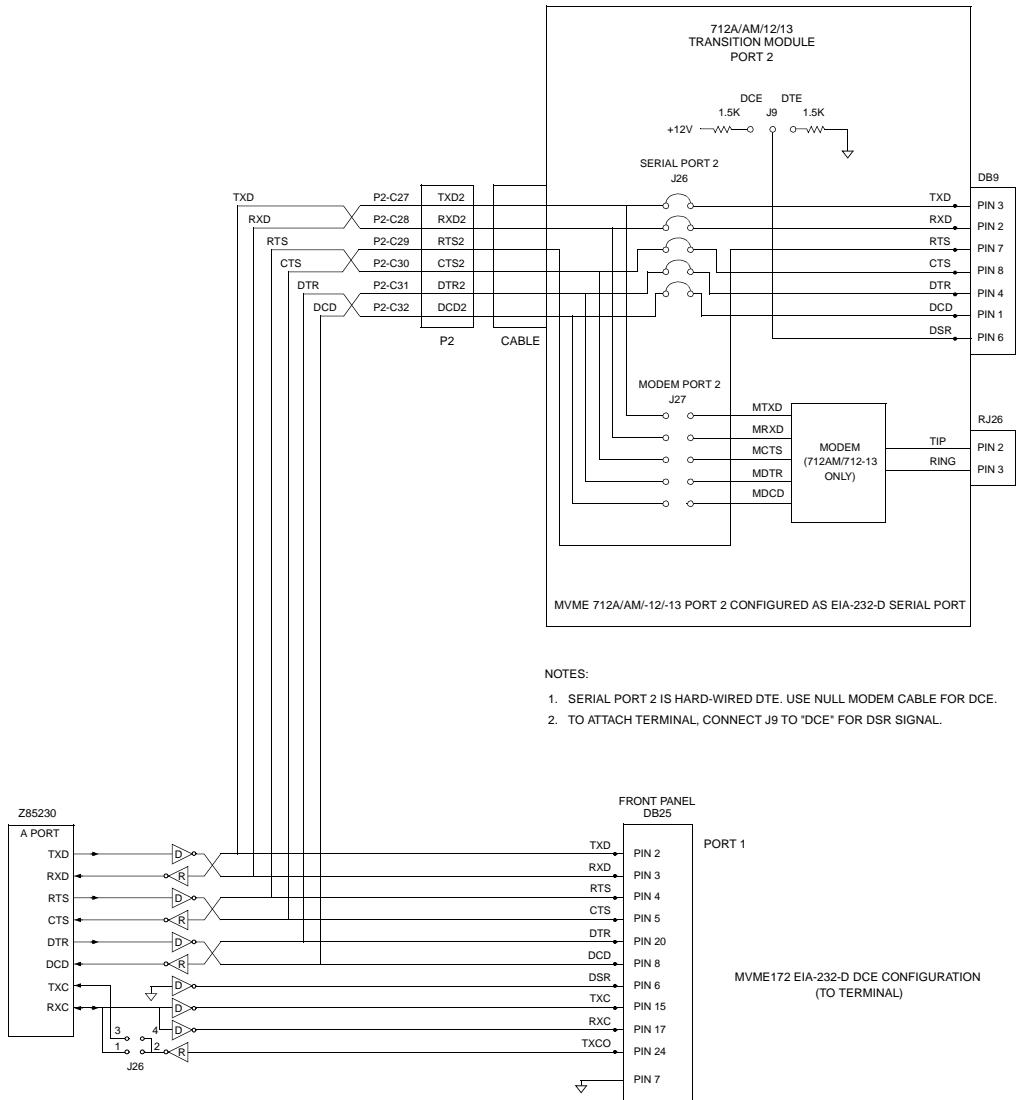 712A/AM/12/13
TRANSITION MODULE
PORT 2
DCE DTE
1.5K J9 1.5K
+12V
SERIAL PORT 2
J26
DB9
TXD P2-C27 TXD2 TXD PIN 3
RXD P2-C28 RXD2 RXD PIN 2
RTS P2-C29 RTS2 RTS PIN 7
CTS P2-C30 CTS2 CTS PIN 8
DTR P2-C31 DTR2 DTR PIN 4
DCD P2-C32 DCD2 DCD PIN 1
DSR PIN 6
P2 CABLE
MODEM PORT 2
J27
MTXD
MRXD
MCTS
MDTR
MDCD
MODEM
(712AM/712-13
ONLY)
RJ26
TIP PIN 2
RING PIN 3
MVME 712A/AM/-12/-13 PORT 2 CONFIGURED AS EIA-232-D SERIAL PORT
NOTES:
1. SERIAL PORT 2 IS HARD-WIRED DTE. USE NULL MODEM CABLE FOR DCE.
2. TO ATTACH TERMINAL, CONNECT J9 TO "DCE" FOR DSR SIGNAL.
Z85230
A PORT
FRONT PANEL
DB25
PORT 1
TXD D TXD PIN 2
RXD R RXD PIN 3
RTS D RTS PIN 4
CTS R CTS PIN 5
DTR D DTR PIN 20
DCD R DCD PIN 8
TXC D DSR PIN 6
RXC D TXC PIN 15
3 4 D RXC PIN 17
1 2 R TXCO PIN 24
J26
PIN 7
MVME172 EIA-232-D DCE CONFIGURATION
(TO TERMINAL)